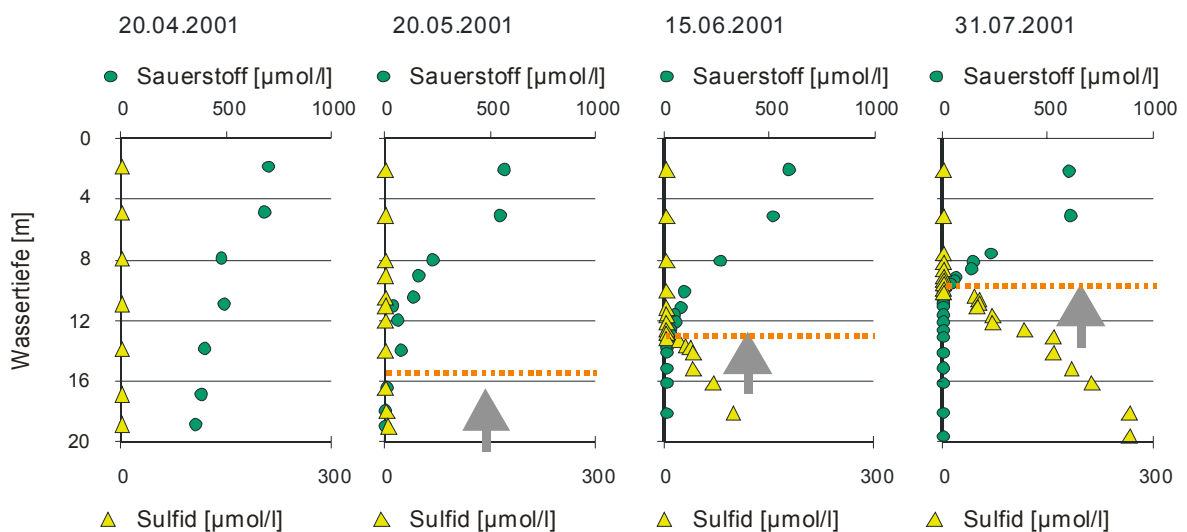 20.04.2001 20.05.2001 15.06.2001 31.07.2001
Sauerstoff [µmol/l] Sauerstoff [µmol/l] Sauerstoff [µmol/l] Sauerstoff [µmol/l]
0 500 1000 0 500 1000 0 500 1000 0 500 1000
0
4
8
12
16
20
Wassertiefe [m]
0 300 0 300 0 300 0 300
Sulfid [µmol/l] Sulfid [µmol/l] Sulfid [µmol/l] Sulfid [µmol/l]